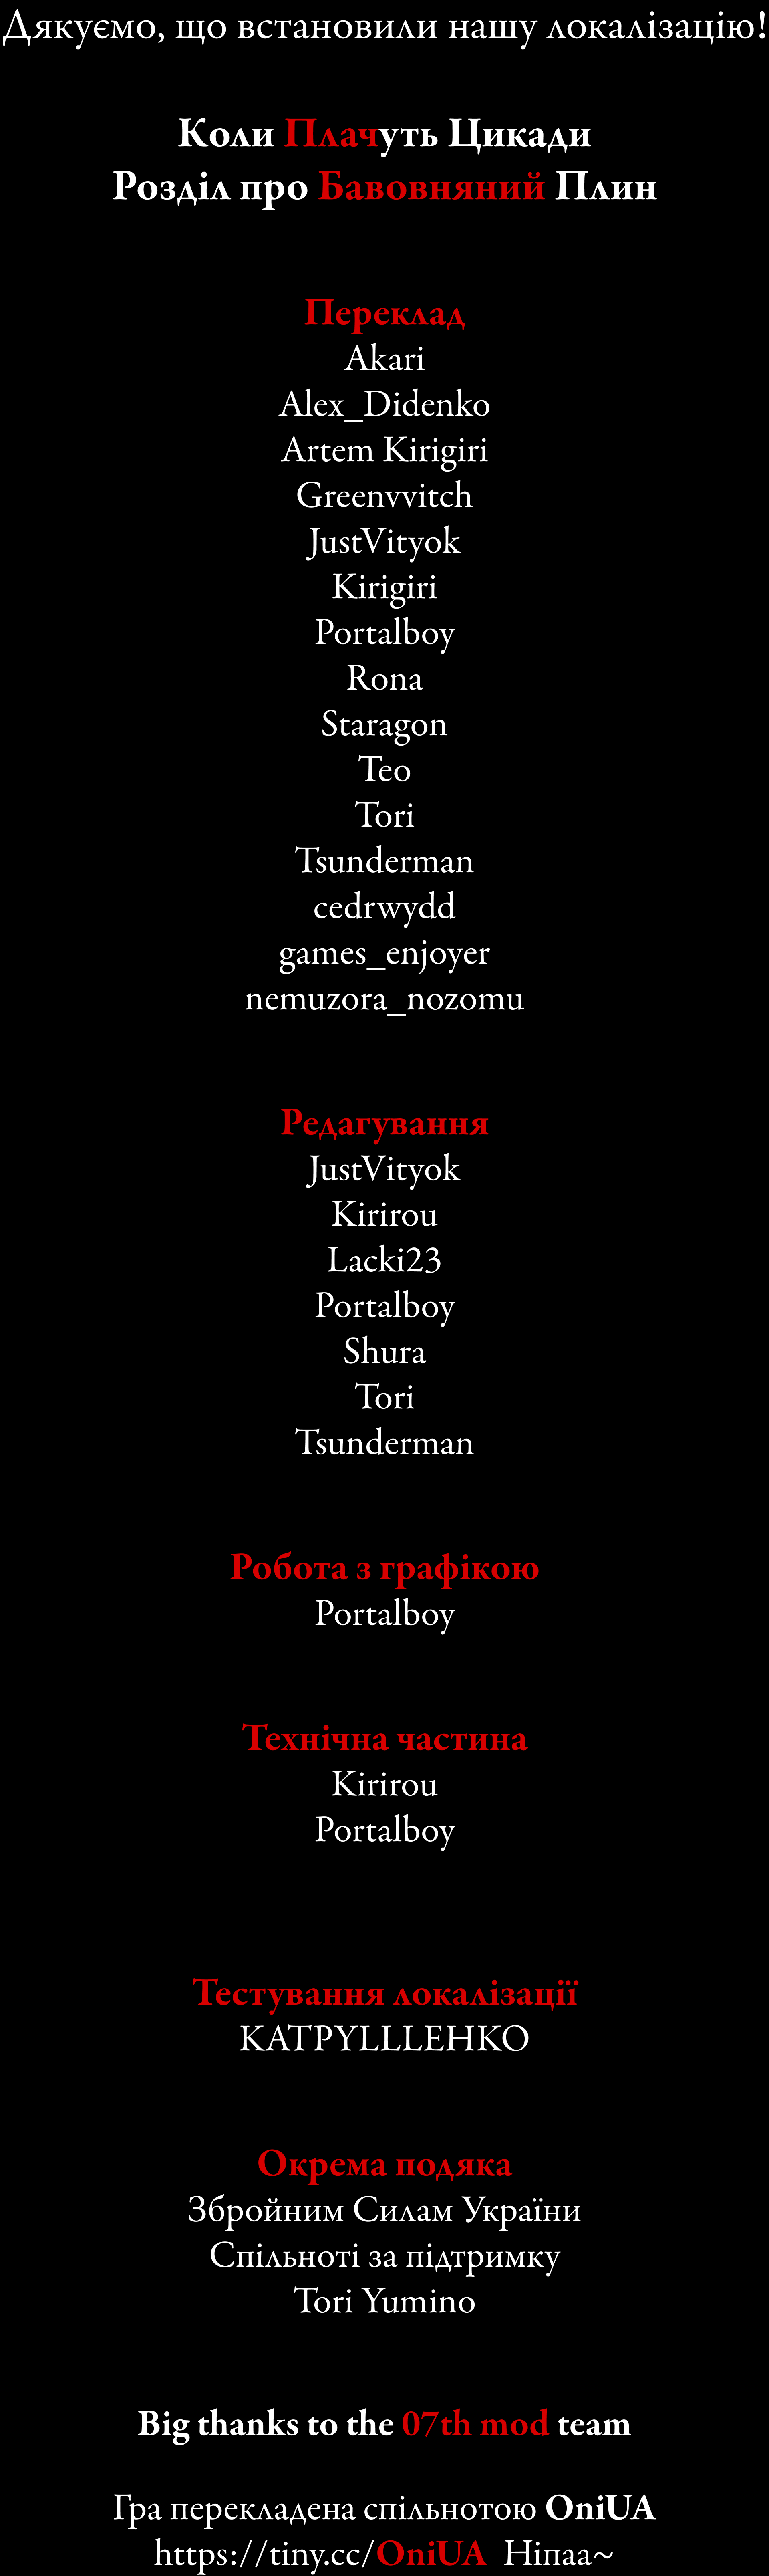 Дякуємо, що встановили нашу локалізацію!
Коли Плачуть Цикади
Розділ про Бавовняний Плин
Переклад
Akari
Alex_Didenko
Artem Kirigiri
Greenvvitch
JustVityok
Kirigiri
Portalboy
Rona
Staragon
Teo
Tori
Tsunderman
cedrwydd
games_enjoyer
nemuzora_nozomu
Редагування
JustVityok
Kirirou
Lacki23
Portalboy
Shura
Tori
Tsunderman
Робота з графікою
Portalboy
Технічна частина
Kirirou
Portalboy
Тестування локалізації
KATPYLLLEHKO
Окрема подяка
Збройним Силам України
Спільноті за підтримку
Tori Yumino
Big thanks to the 07th mod team
Гра перекладена спільнотою OniUA
https://tiny.cc/OniUA Ніпаа~